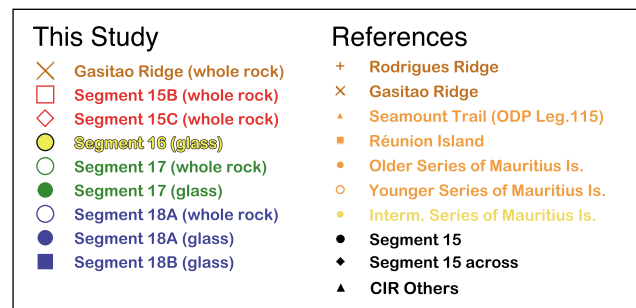 This Study
Gasitao Ridge (whole rock)
Segment 15B (whole rock)
Segment 15C (whole rock)
Segment 16 (glass)
Segment 17 (whole rock)
Segment 17 (glass)
Segment 18A (whole rock)
Segment 18A (glass)
Segment 18B (glass)
References
Rodrigues Ridge
Gasitao Ridge
Seamount Trail (ODP Leg.115)
Réunion Island
Older Series of Mauritius Is.
Younger Series of Mauritius Is.
Interm. Series of Mauritius Is.
Segment 15
Segment 15 across
CIR Others